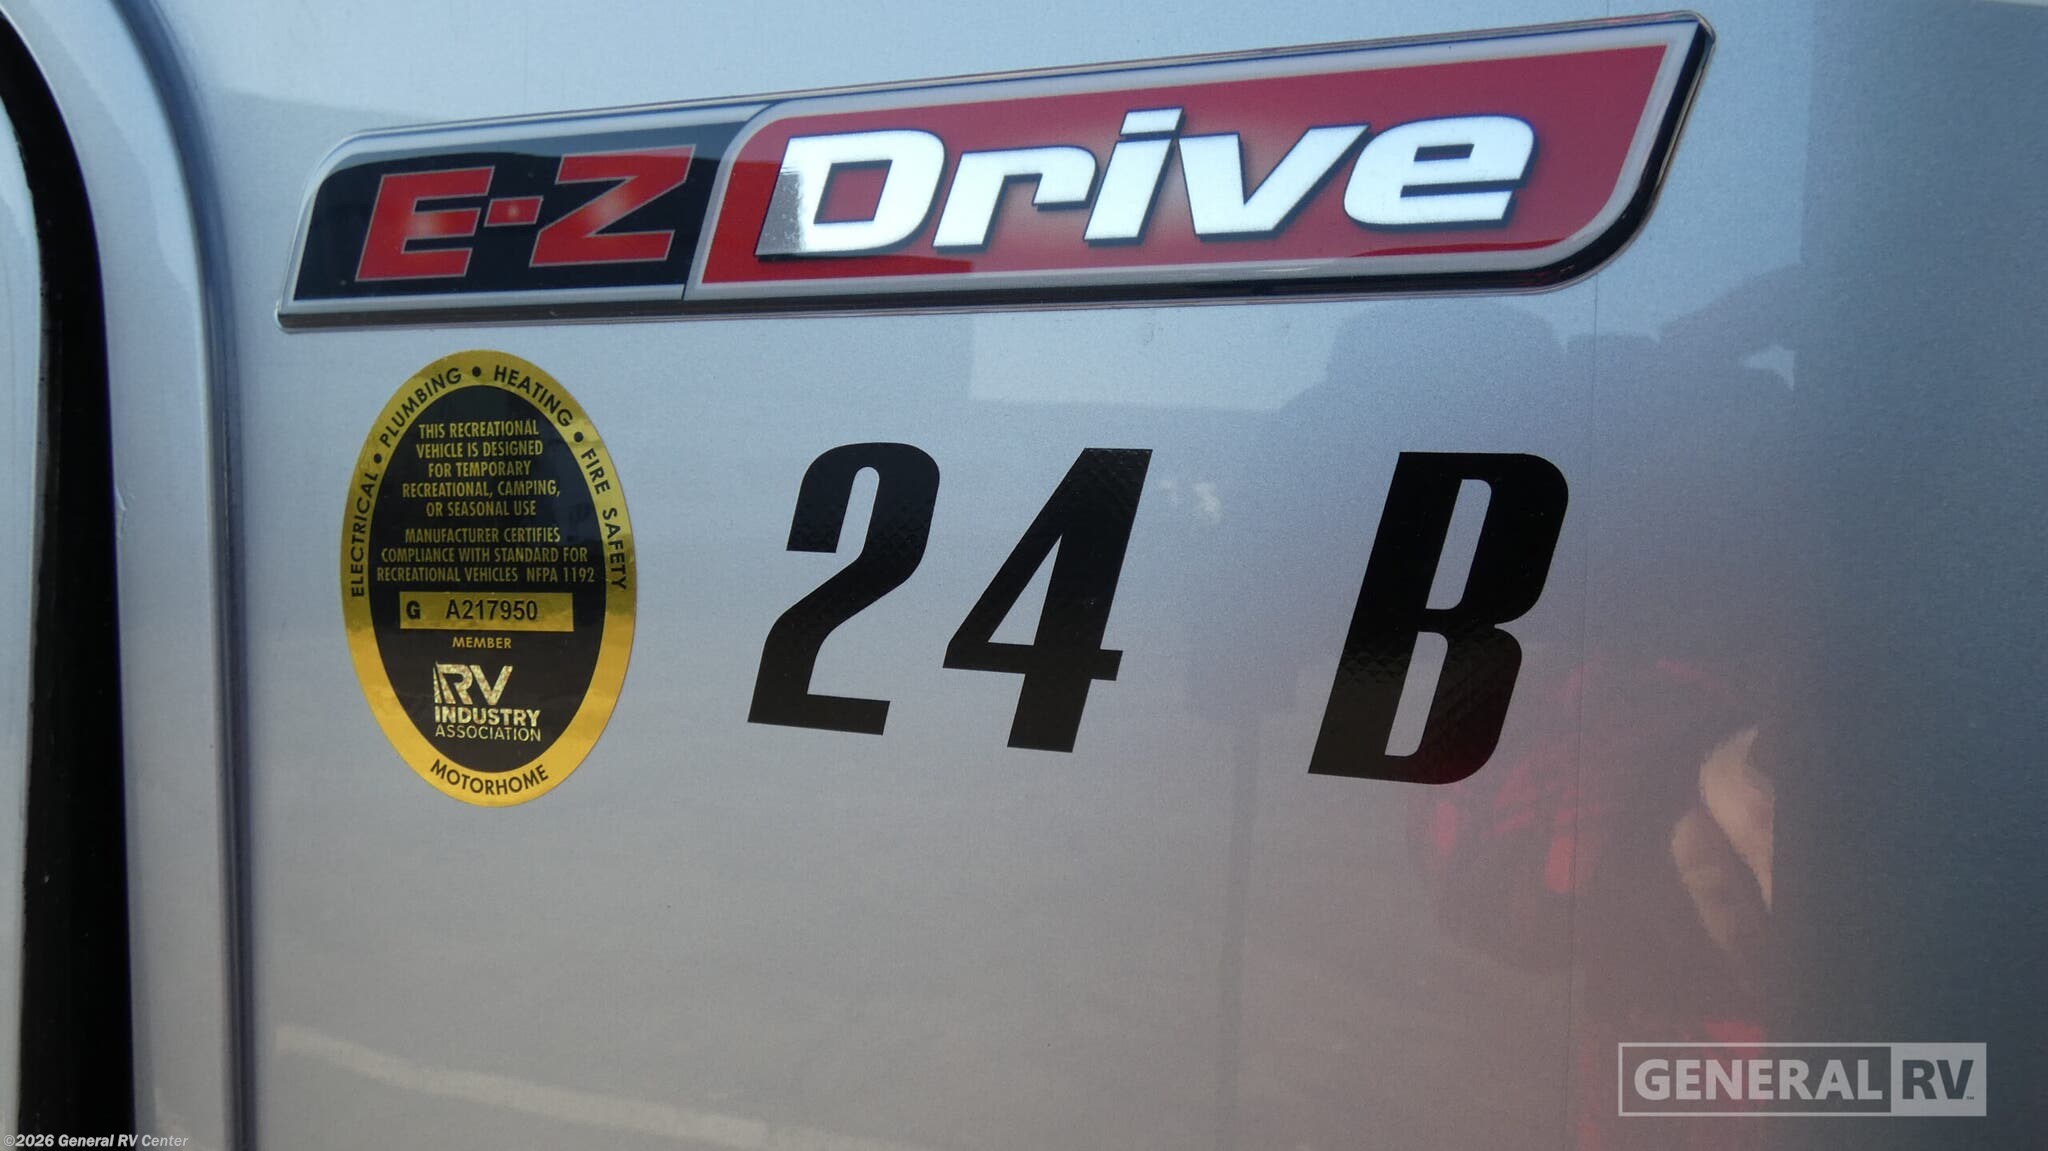 E-Z Drive
ELECTRICAL • PLUMBING • HEATING • FIRE SAFETY
THIS RECREATIONAL
VEHICLE IS DESIGNED
FOR TEMPORARY
RECREATIONAL, CAMPING,
OR SEASONAL USE
MANUFACTURER CERTIFIES
COMPLIANCE WITH STANDARD FOR
RECREATIONAL VEHICLES NFPA 1192
G A217950
MEMBER
RV
INDUSTRY
ASSOCIATION
MOTORHOME
24 B
GENERAL RV™
©2026 General RV Center